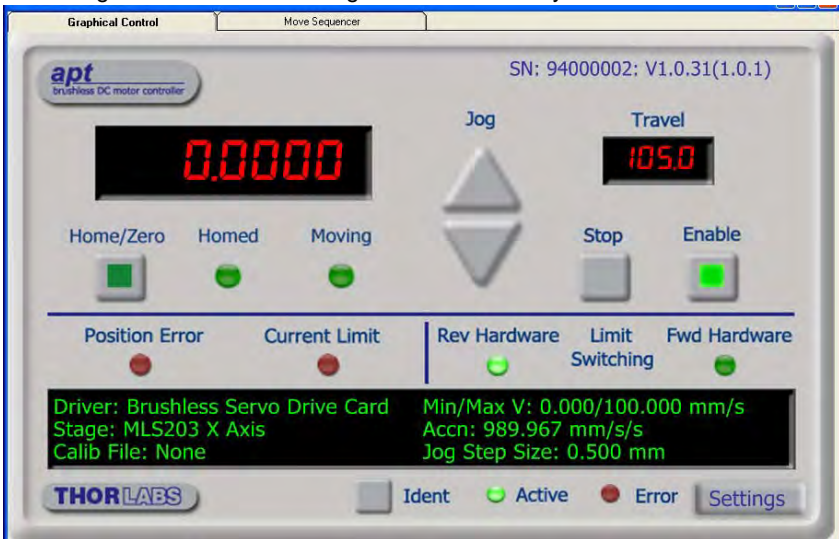 Graphical Control
Move Sequencer
apt
brushless DC motor controller
SN: 94000002: V1.0.31(1.0.1)
Jog
Travel
0.0000
105.0
Home/Zero
Homed
Moving
Stop
Enable
Position Error
Current Limit
Rev Hardware
Limit
Switching
Fwd Hardware
Driver: Brushless Servo Drive Card
Stage: MLS203 X Axis
Calib File: None
Min/Max V: 0.000/100.000 mm/s
Accn: 989.967 mm/s/s
Jog Step Size: 0.500 mm
THORLABS
Ident
Active
Error
Settings